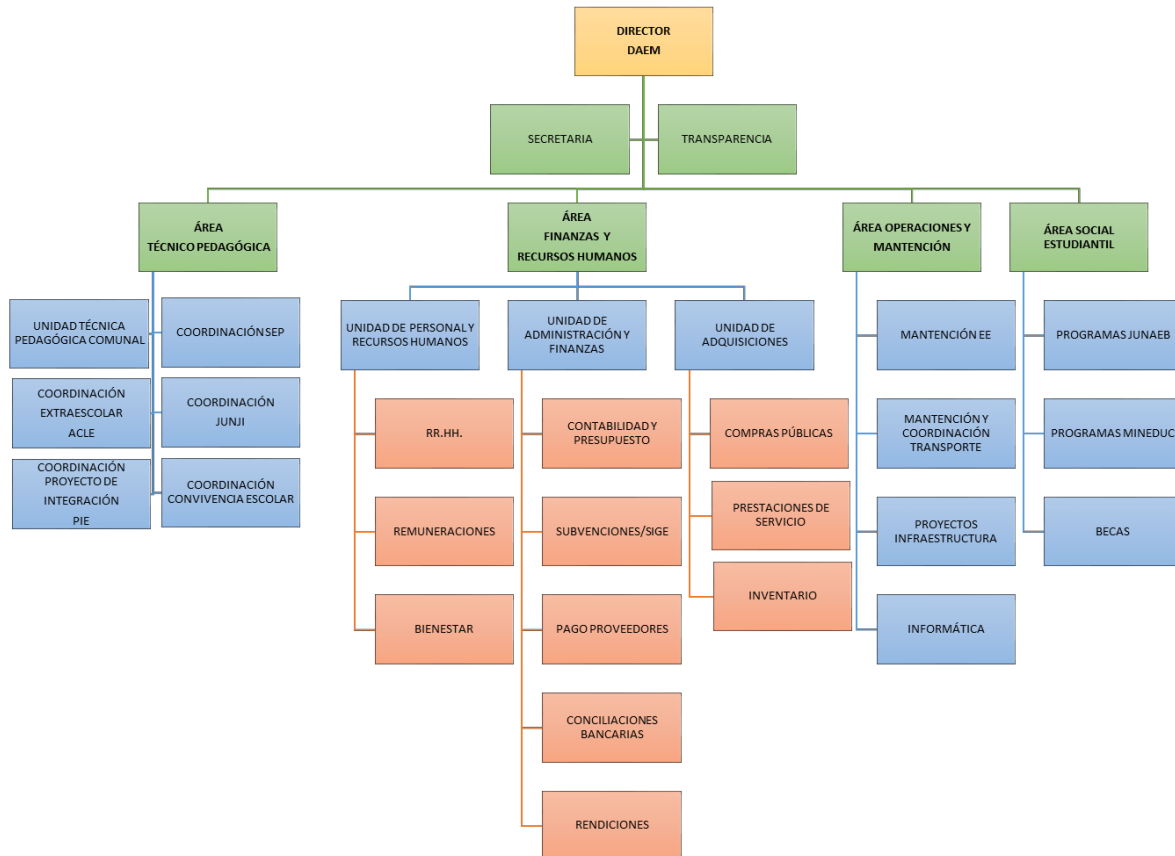 DIRECTOR
DAEM
SECRETARIA
TRANSPARENCIA
ÁREA
TÉCNICO PEDAGÓGICA
ÁREA
FINANZAS Y
RECURSOS HUMANOS
ÁREA OPERACIONES Y
MANTENCIÓN
ÁREA SOCIAL
ESTUDIANTIL
UNIDAD TÉCNICA
PEDAGÓGICA COMUNAL
COORDINACIÓN SEP
COORDINACIÓN
EXTRAESCOLAR
ACLE
COORDINACIÓN
JUNJI
COORDINACIÓN
PROYECTO DE
INTEGRACIÓN
PIE
COORDINACIÓN
CONVIVENCIA ESCOLAR
UNIDAD DE PERSONAL Y
RECURSOS HUMANOS
RR.HH.
REMUNERACIONES
BIENESTAR
UNIDAD DE
ADMINISTRACIÓN Y
FINANZAS
CONTABILIDAD Y
PRESUPUESTO
SUBVENCIONES/SIGE
PAGO PROVEEDORES
CONCILIACIONES
BANCARIAS
RENDICIONES
UNIDAD DE
ADQUISICIONES
COMPRAS PÚBLICAS
PRESTACIONES DE
SERVICIO
INVENTARIO
MANTENCIÓN EE
MANTENCIÓN Y
COORDINACIÓN
TRANSPORTE
PROYECTOS
INFRAESTRUCTURA
INFORMÁTICA
PROGRAMAS JUNAEB
PROGRAMAS MINEDUC
BECAS